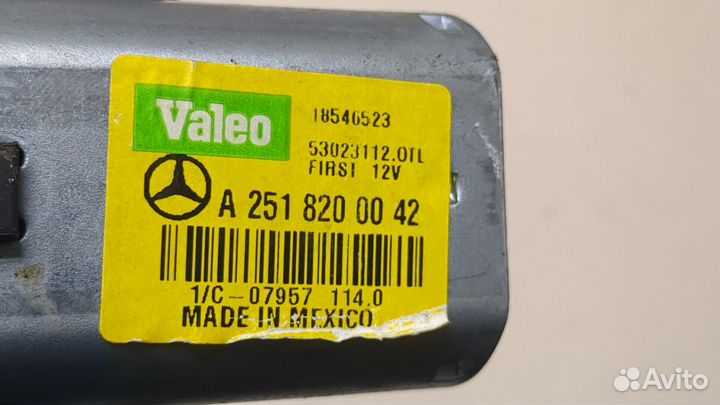 Valeo
18546523
53023112.OTL
FIRST 12V
A 251 820 00 42
1/C-07957 114.0
MADE IN MEXICO
Avito